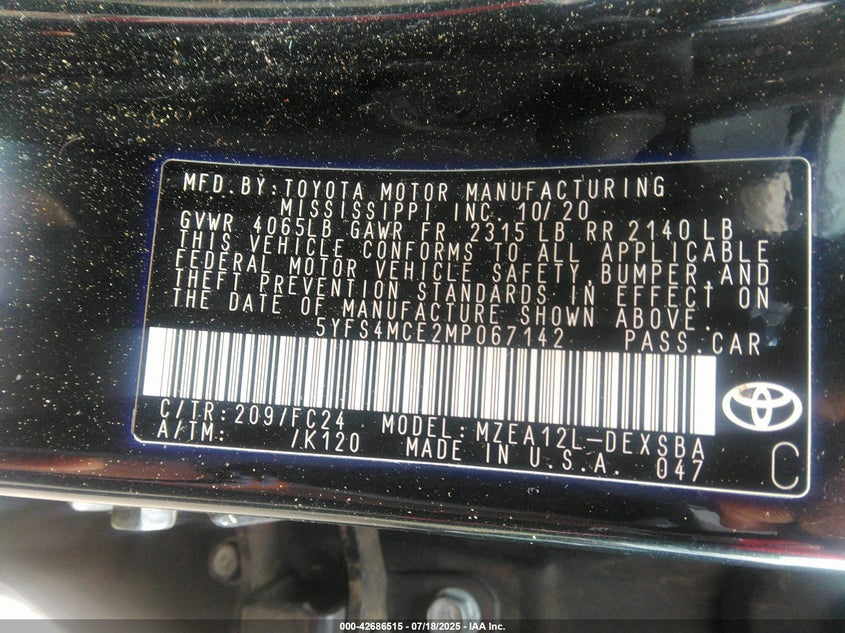 MFD.BY:TOYOTA MOTOR MANUFACTURING
MISSISSIPPI INC. 10/20
GVWR 4065LB GAWR FR 2315 LB RR 2140 LB
THIS VEHICLE CONFORMS TO ALL APPLICABLE
FEDERAL MOTOR VEHICLE SAFETY,BUMPER,AND
THEFT PREVENTION STANDARDS IN EFFECT ON
THE DATE OF MANUFACTURE SHOWN ABOVE.
5YFS4MCE2MP067142 PASS.CAR
C/TR:209/FC24 MODEL:MZEA12L-DEXSBA
A/TM: /K120 MADE IN U.S.A. 047
C
000-42686515 - 07/18/2025 - IAA Inc.